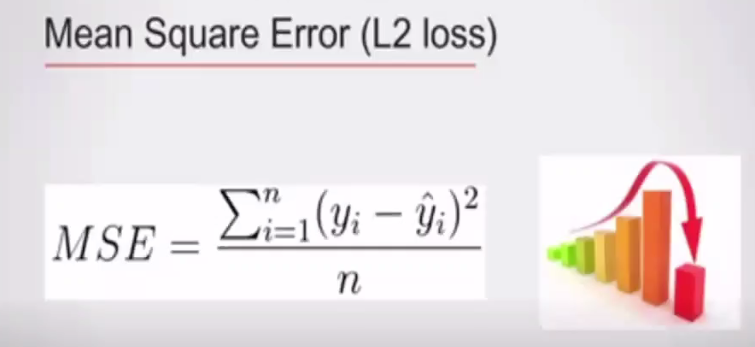 Mean Square Error (L2 loss)
MSE = \frac{\sum_{i=1}^{n}(y_i - \hat{y}_i)^2}{n}